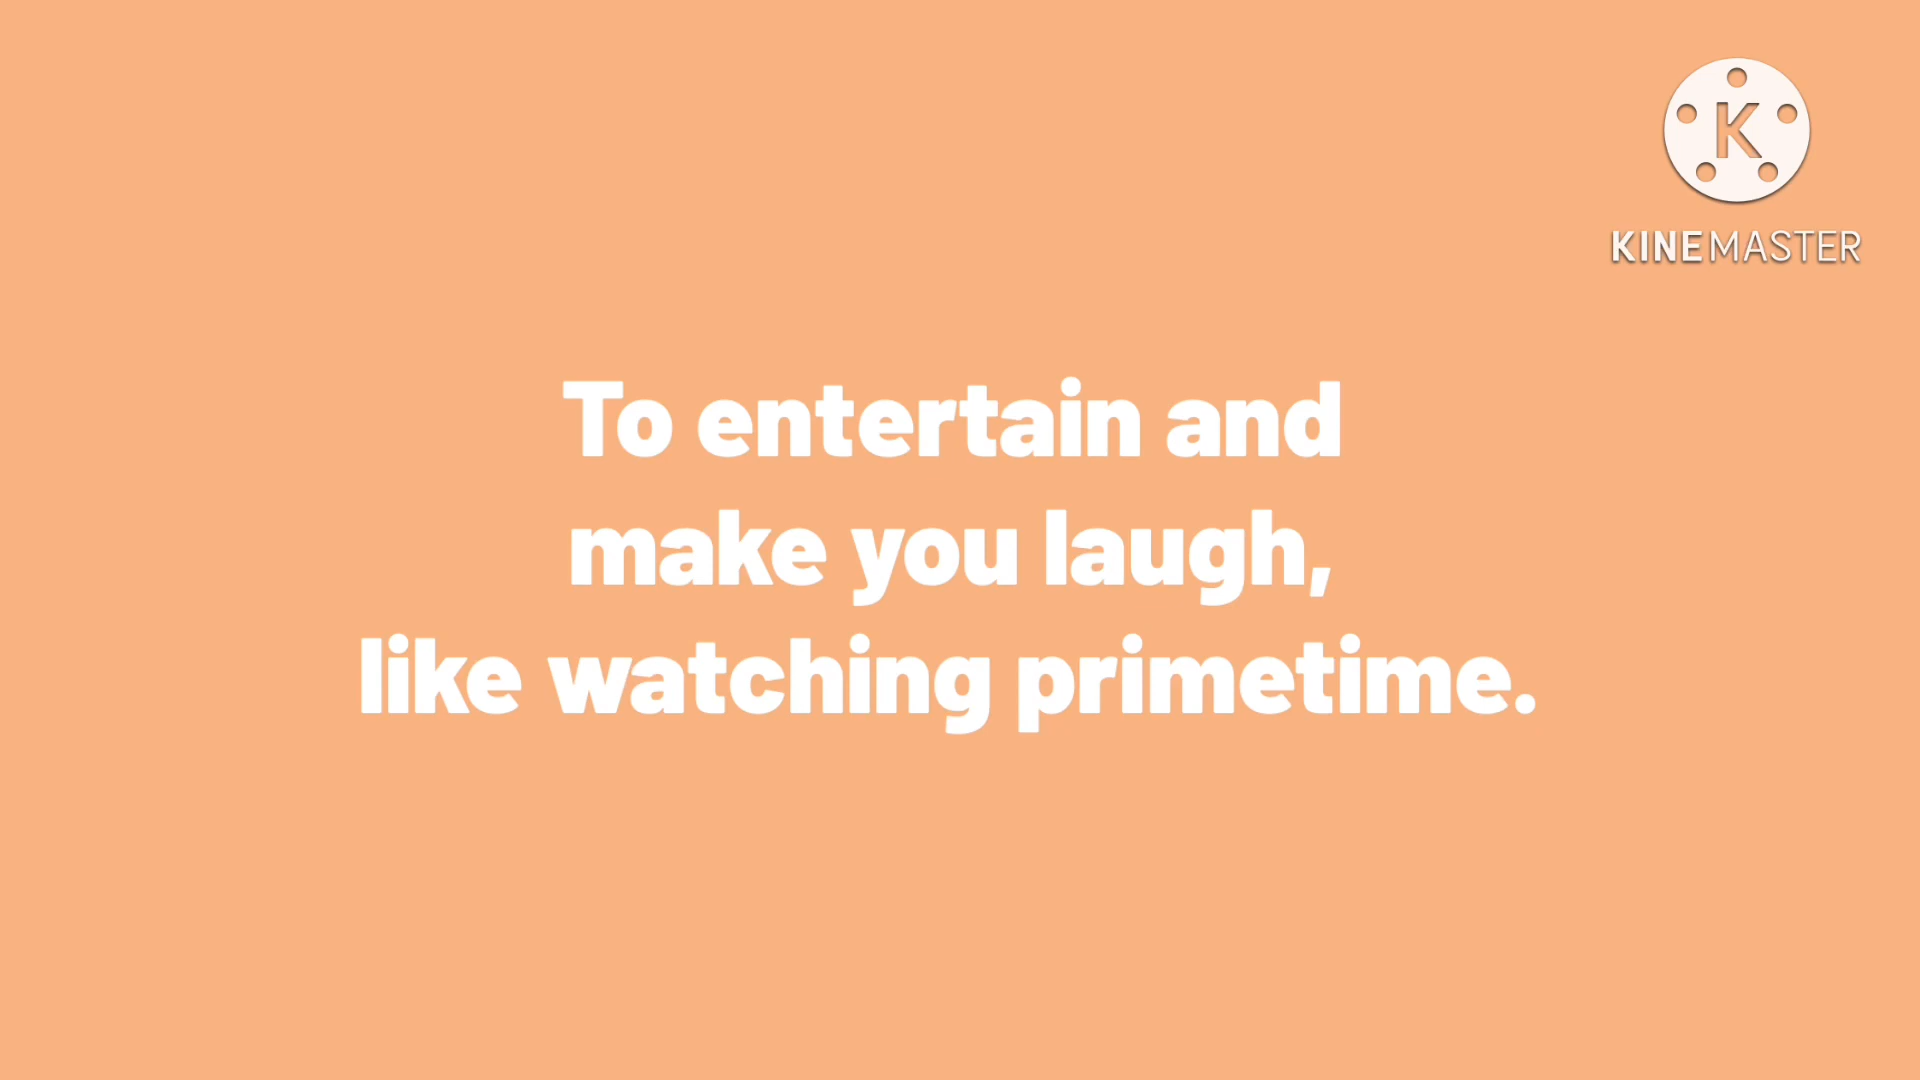 K
KINEMASTER
To entertain and
make you laugh,
like watching primetime.